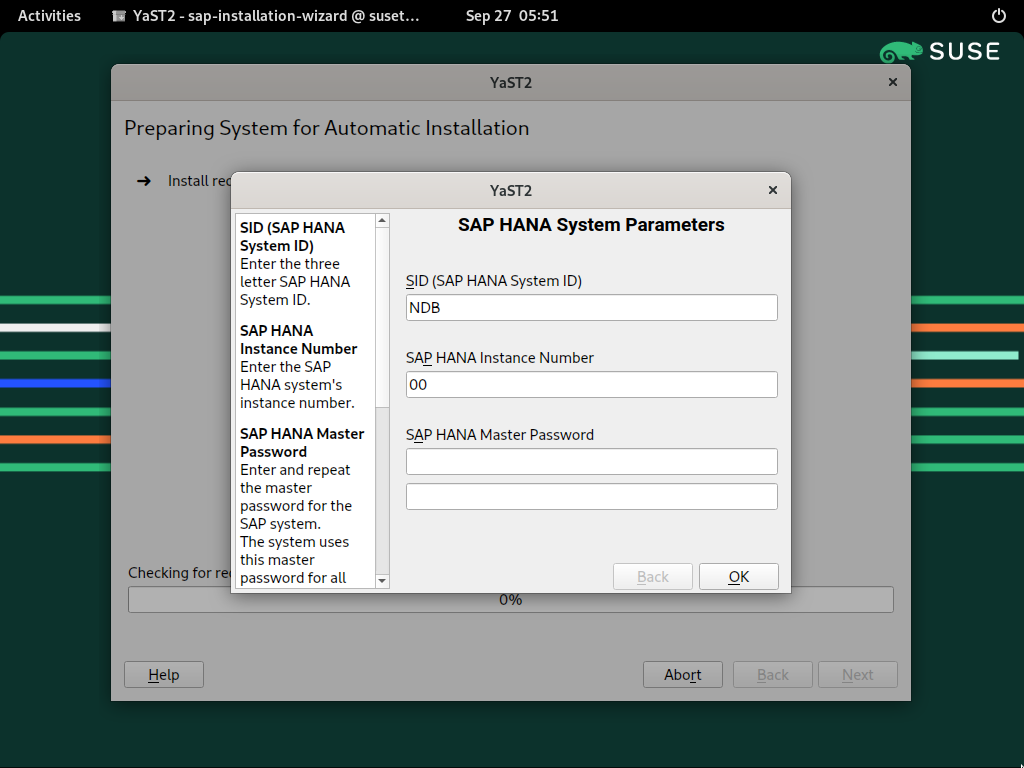 Activities
YaST2 - sap-installation-wizard @ suset...
Sep 27 05:51
SUSE
YaST2
Preparing System for Automatic Installation
Install
YaST2
SID (SAP HANA
System ID)
Enter the three
letter SAP HANA
System ID.
SAP HANA
Instance Number
Enter the SAP
HANA system's
instance number.
SAP HANA Master
Password
Enter and repeat
the master
password for the
SAP system.
The system uses
this master
password for all
SAP HANA System Parameters
SID (SAP HANA System ID)
NDB
SAP HANA Instance Number
00
SAP HANA Master Password
Back
OK
Checking for
0%
Help
Abort
Back
Next